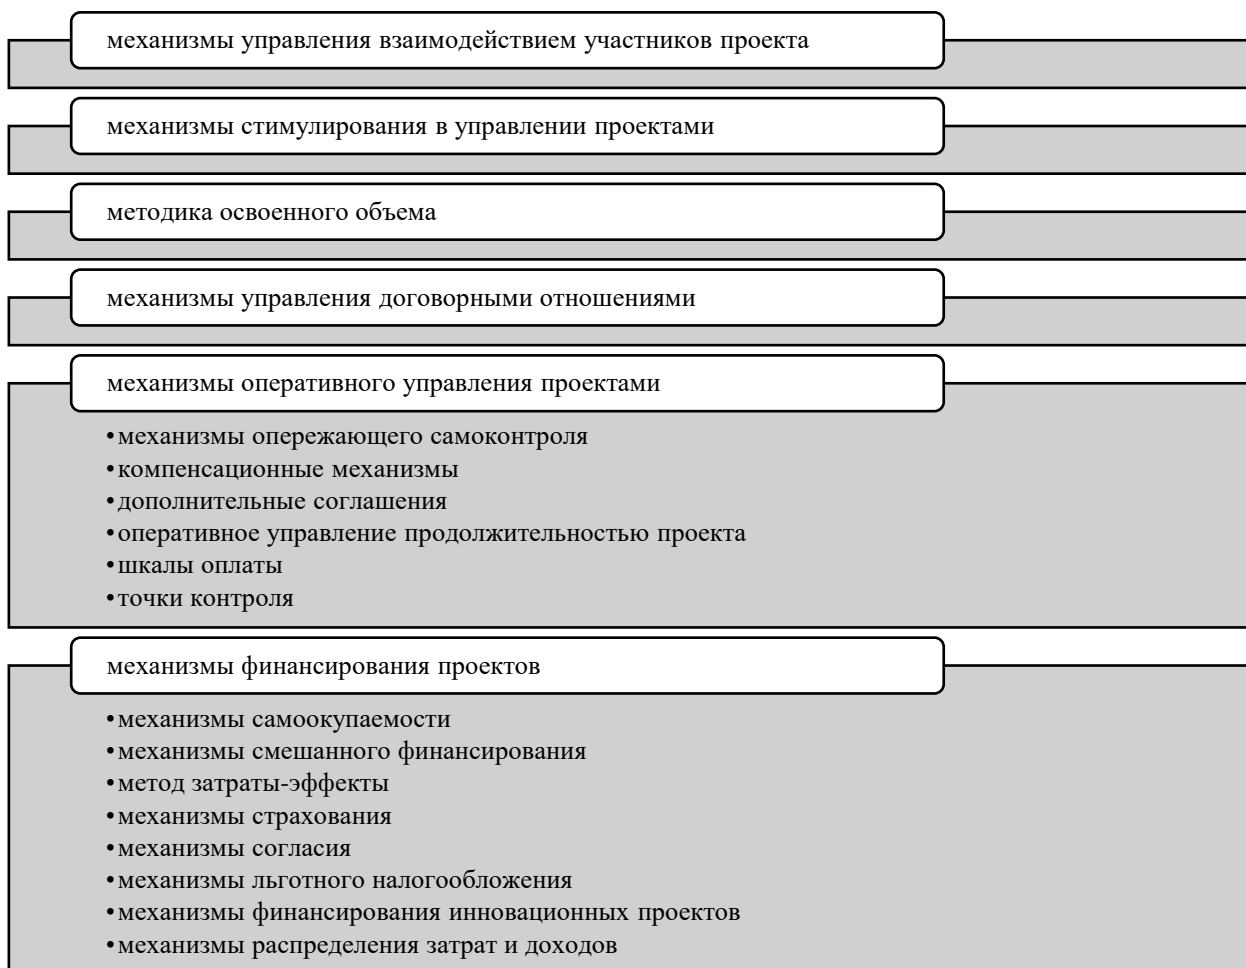 механизмы управления взаимодействием участников проекта
механизмы стимулирования в управлении проектами
методика освоенного объема
механизмы управления договорными отношениями
механизмы оперативного управления проектами
•механизмы опережающего самоконтроля
•компенсационные механизмы
•дополнительные соглашения
•оперативное управление продолжительностью проекта
•шкалы оплаты
•точки контроля
механизмы финансирования проектов
•механизмы самоокупаемости
•механизмы смешанного финансирования
•метод затраты-эффекты
•механизмы страхования
•механизмы согласия
•механизмы льготного налогообложения
•механизмы финансирования инновационных проектов
•механизмы распределения затрат и доходов